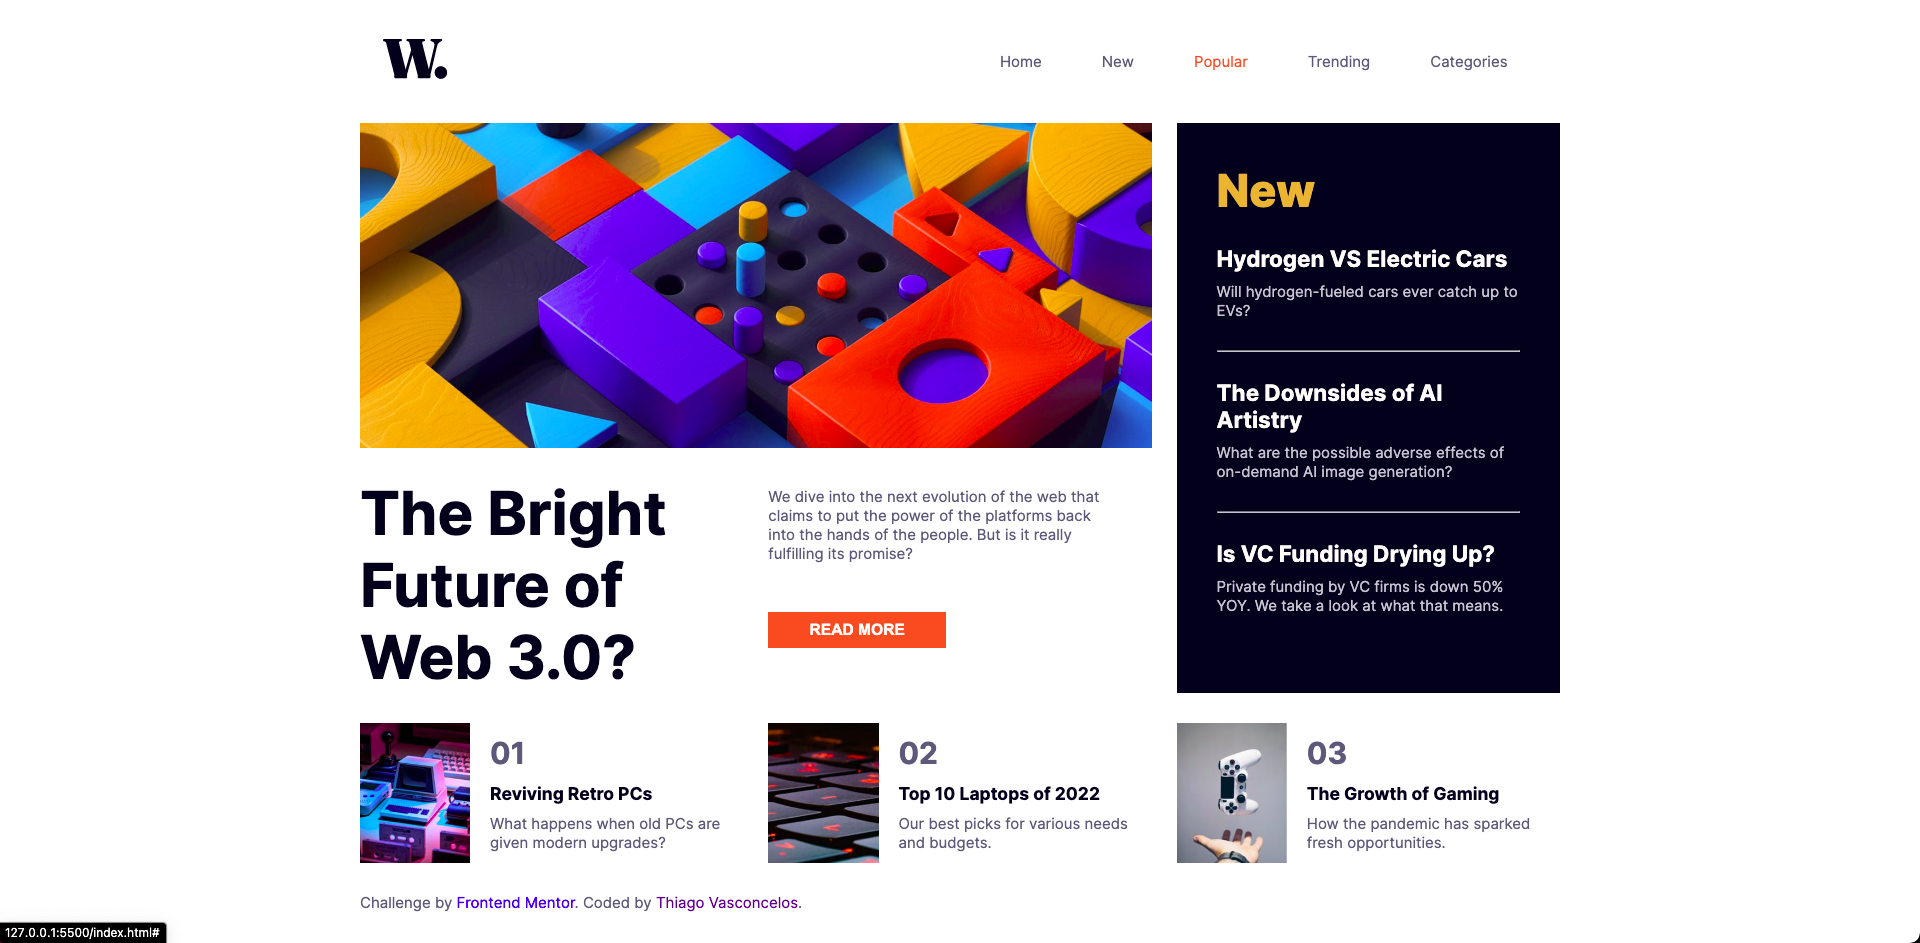 W.
Home
New
Popular
Trending
Categories
New
Hydrogen VS Electric Cars
Will hydrogen-fueled cars ever catch up to
EVs?
The Downsides of AI
Artistry
What are the possible adverse effects of
on-demand AI image generation?
Is VC Funding Drying Up?
Private funding by VC firms is down 50%
YOY. We take a look at what that means.
The Bright
Future of
Web 3.0?
We dive into the next evolution of the web that
claims to put the power of the platforms back
into the hands of the people. But is it really
fulfilling its promise?
READ MORE
01
Reviving Retro PCs
What happens when old PCs are
given modern upgrades?
02
Top 10 Laptops of 2022
Our best picks for various needs
and budgets.
03
The Growth of Gaming
How the pandemic has sparked
fresh opportunities.
Challenge by Frontend Mentor. Coded by Thiago Vasconcelos.
127.0.0.1:5500/index.html#